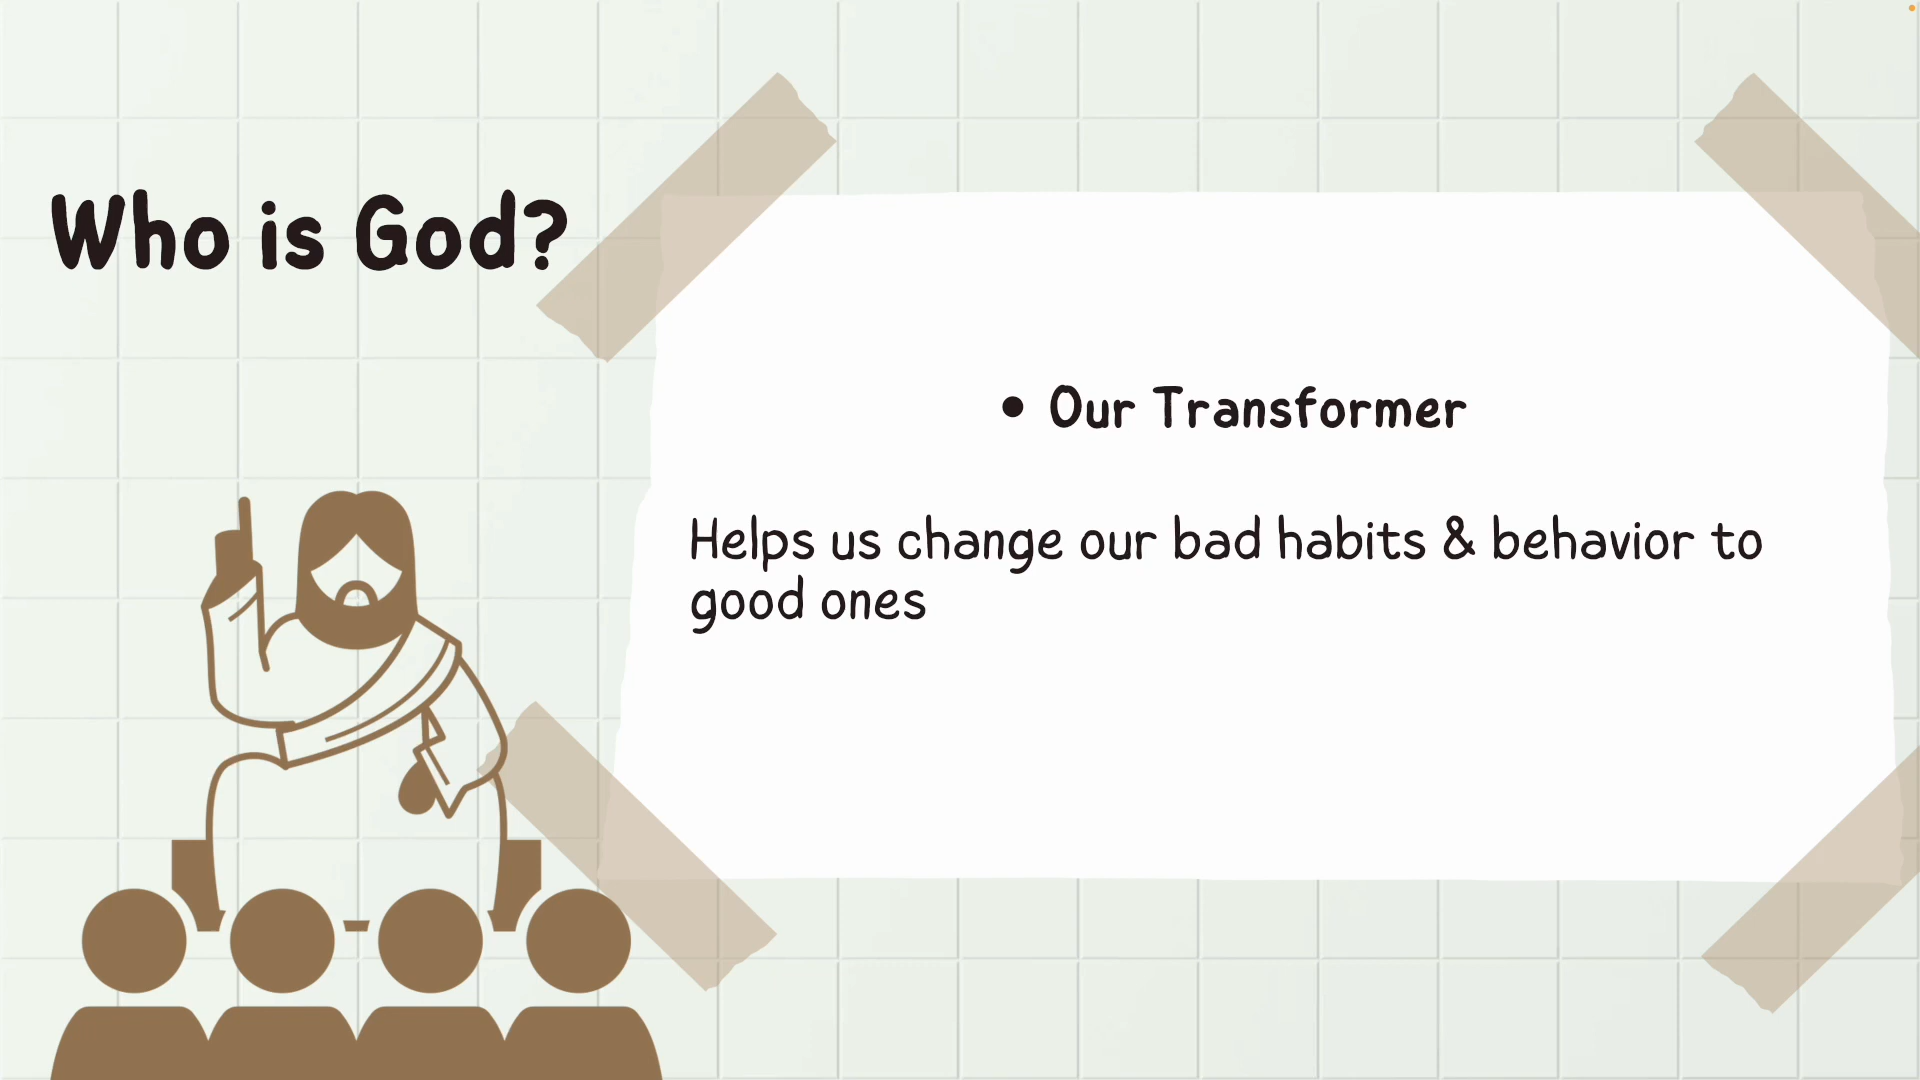 Who is God?
• Our Transformer
Helps us change our bad habits & behavior to
good ones